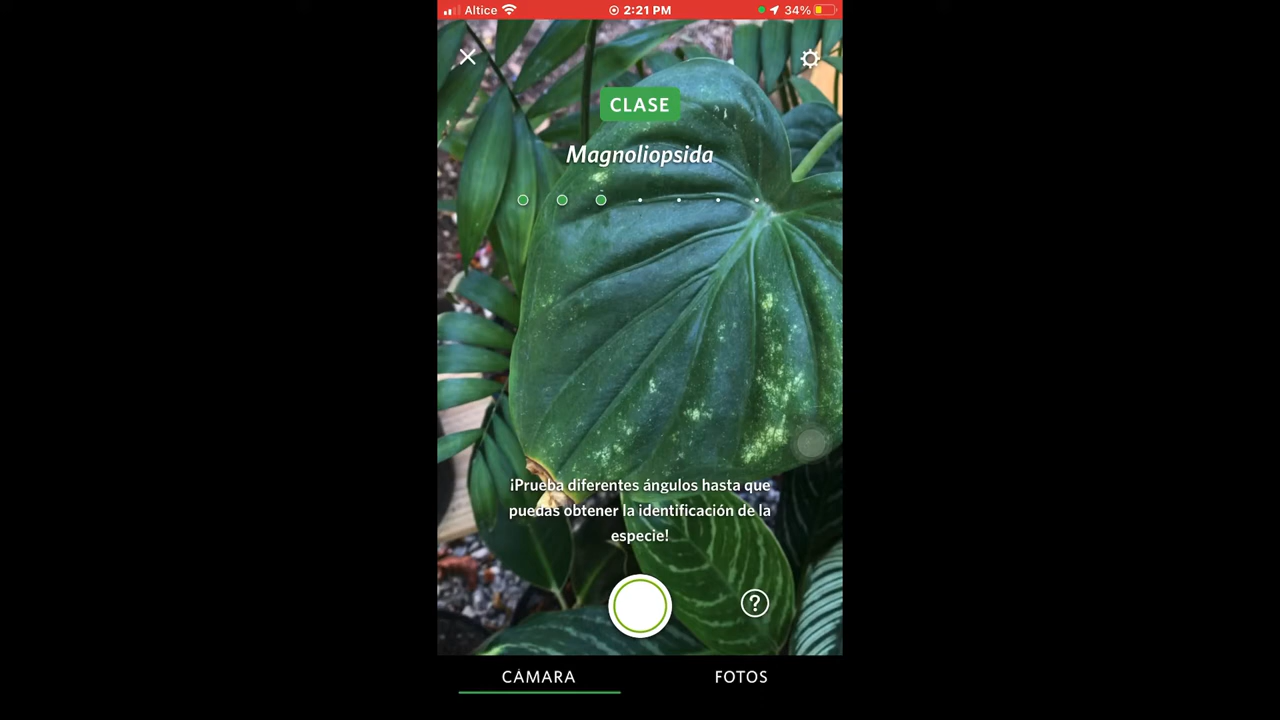 Altice 2:21 PM 34%
CLASE
Magnoliopsida
¡Prueba diferentes ángulos hasta que
puedas obtener la identificación de la
especie!
?
CÁMARA FOTOS